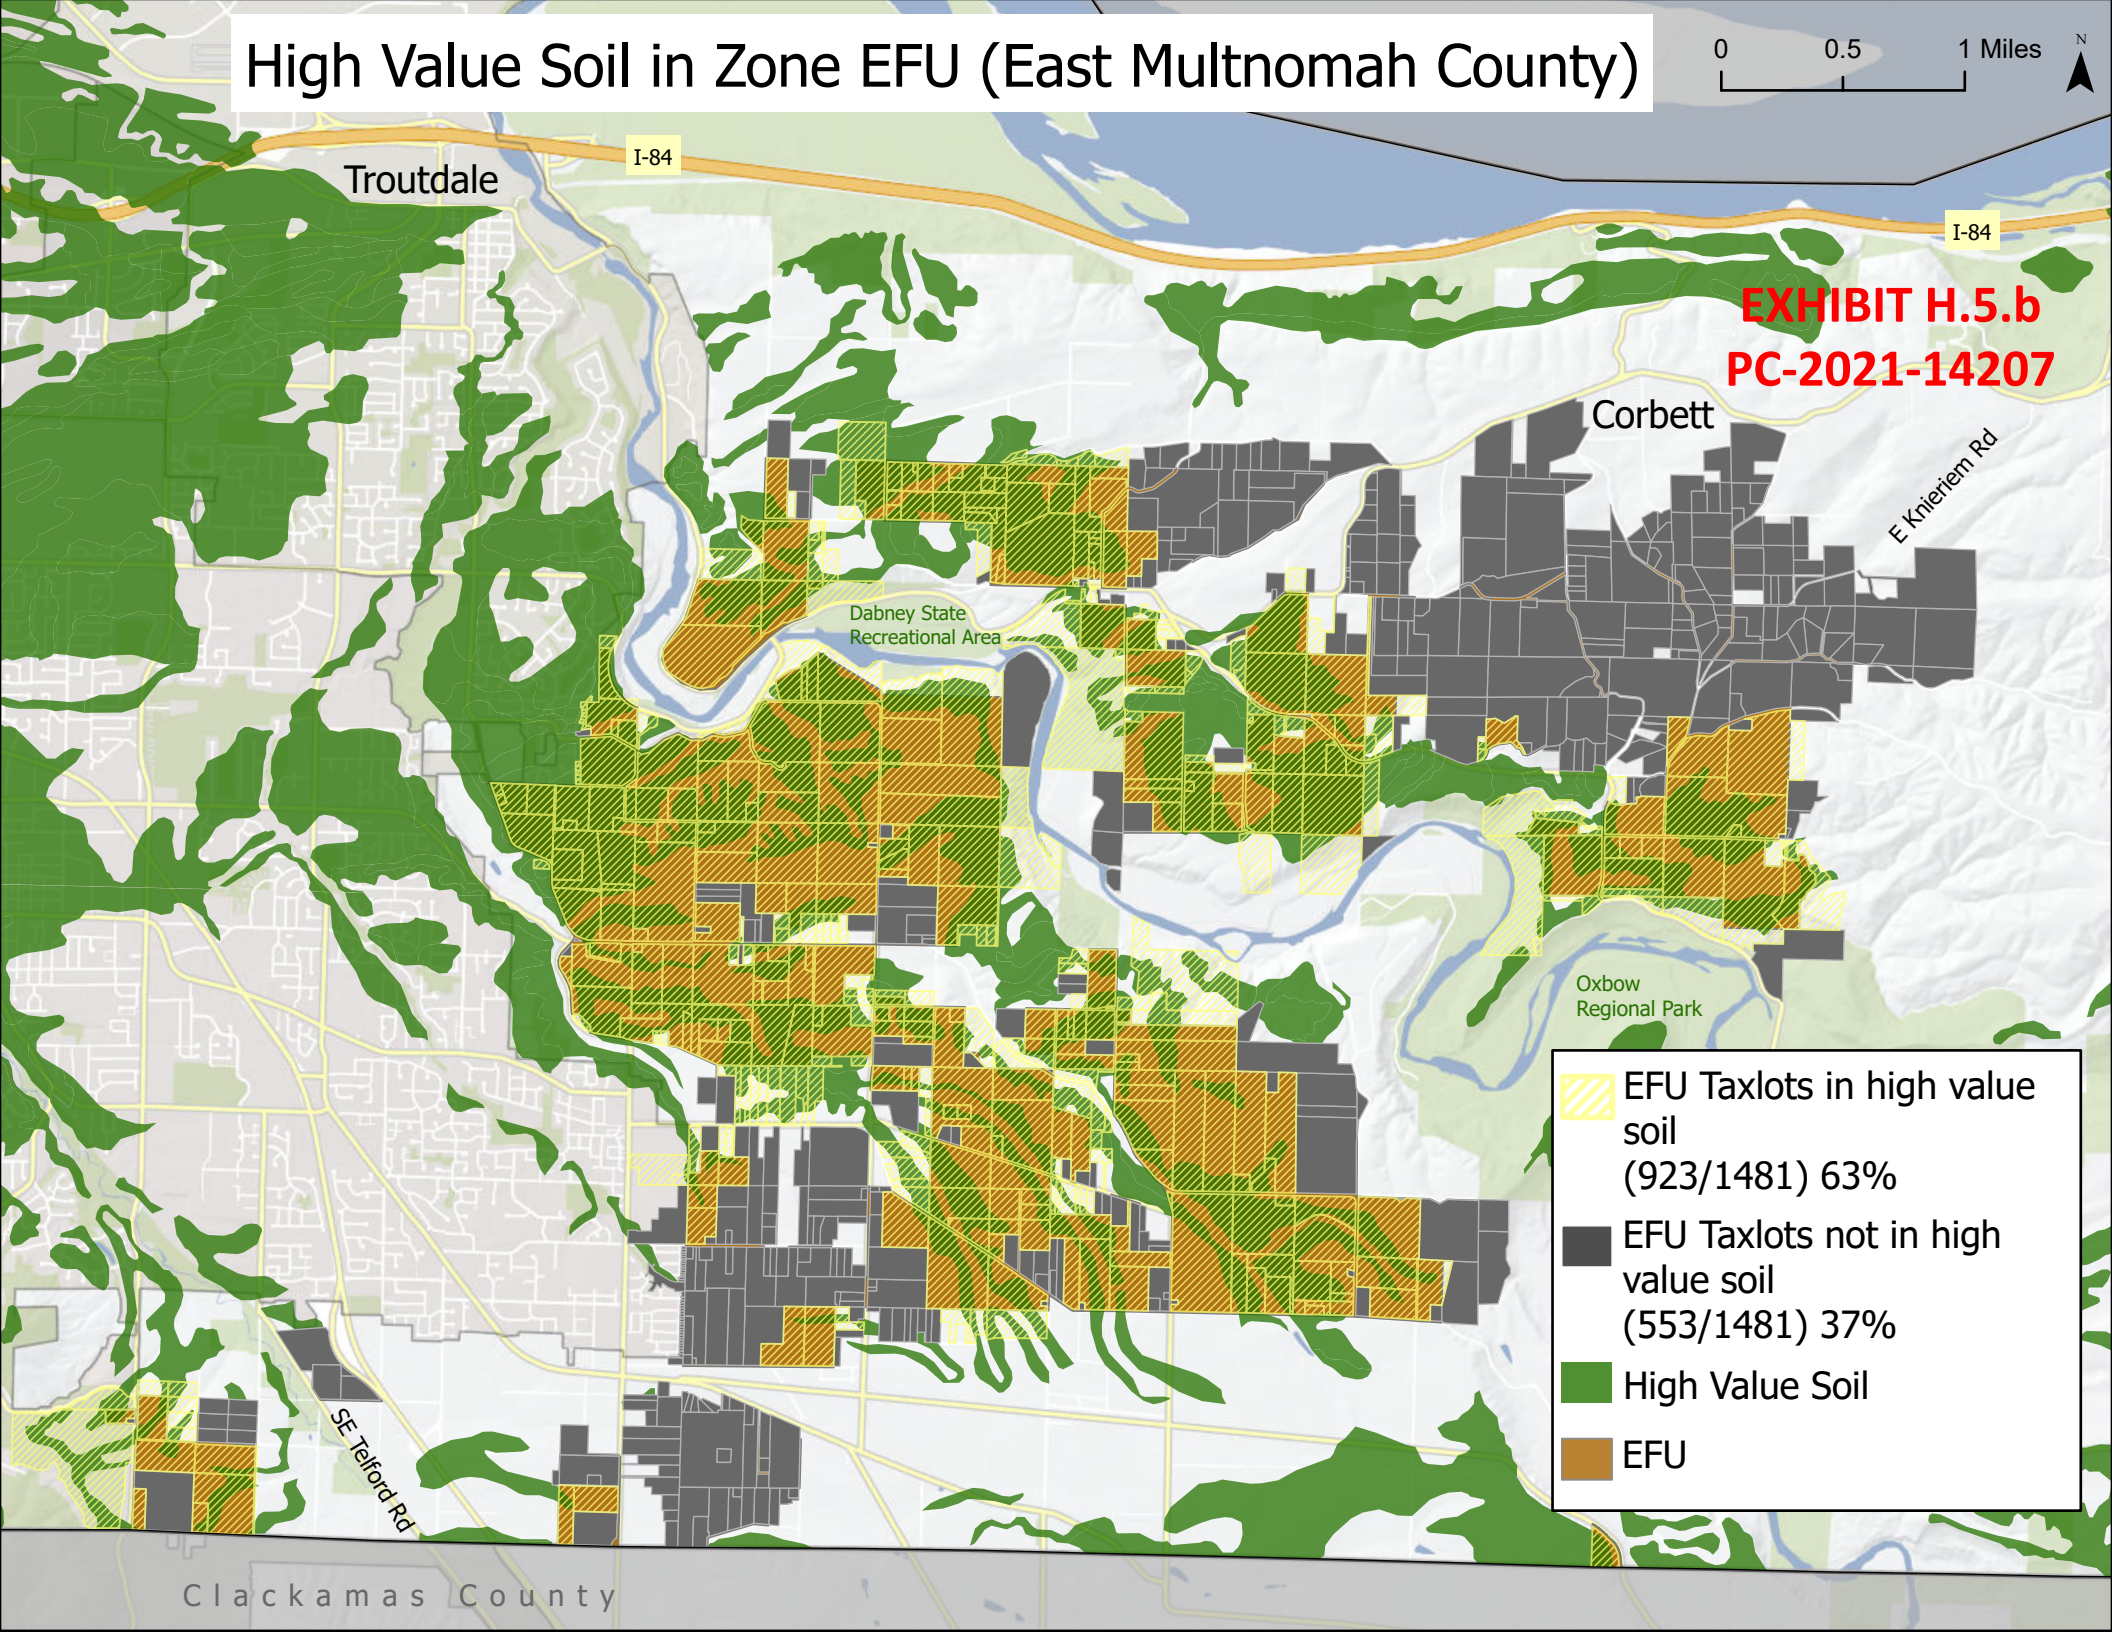 High Value Soil in Zone EFU (East Multnomah County)
0 0.5 1 Miles
N
I-84
Troutdale
I-84
EXHIBIT H.5.b
PC-2021-14207
Corbett
E Knieriem Rd
Dabney State
Recreational Area
Oxbow
Regional Park
EFU Taxlots in high value
soil
(923/1481) 63%
EFU Taxlots not in high
value soil
(553/1481) 37%
High Value Soil
EFU
SE Telford Rd
Clackamas County